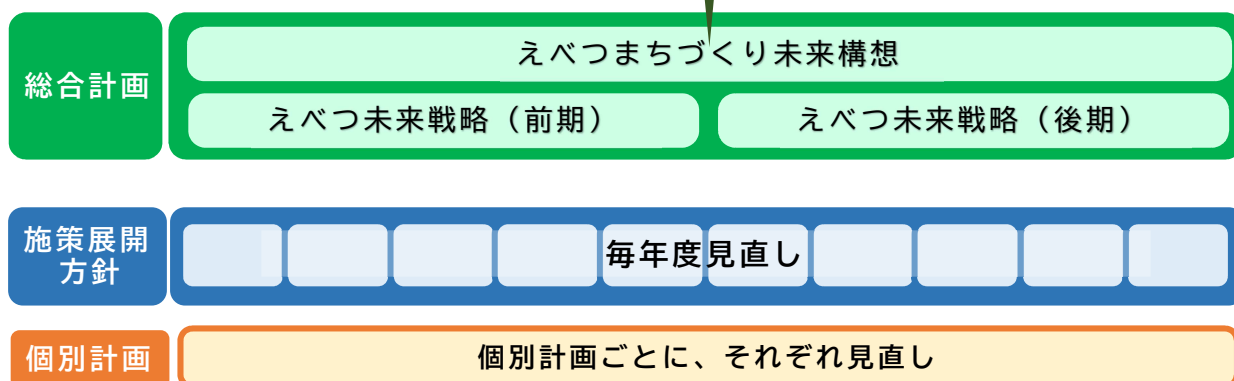 総合計画
えべつまちづくり未来構想
えべつ未来戦略（前期）
えべつ未来戦略（後期）
施策展開
方針
毎年度見直し
個別計画
個別計画ごとに、それぞれ見直し